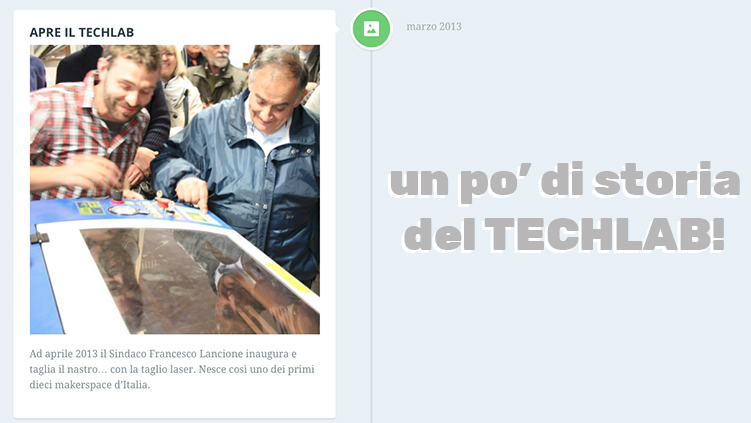 APRE IL TECHLAB
Ad aprile 2013 il Sindaco Francesco Lancione inaugura e
taglia il nastro… con la taglio laser. Nesce così uno dei primi
dieci makerspace d'Italia.
marzo 2013
un po' di storia
del TECHLAB!